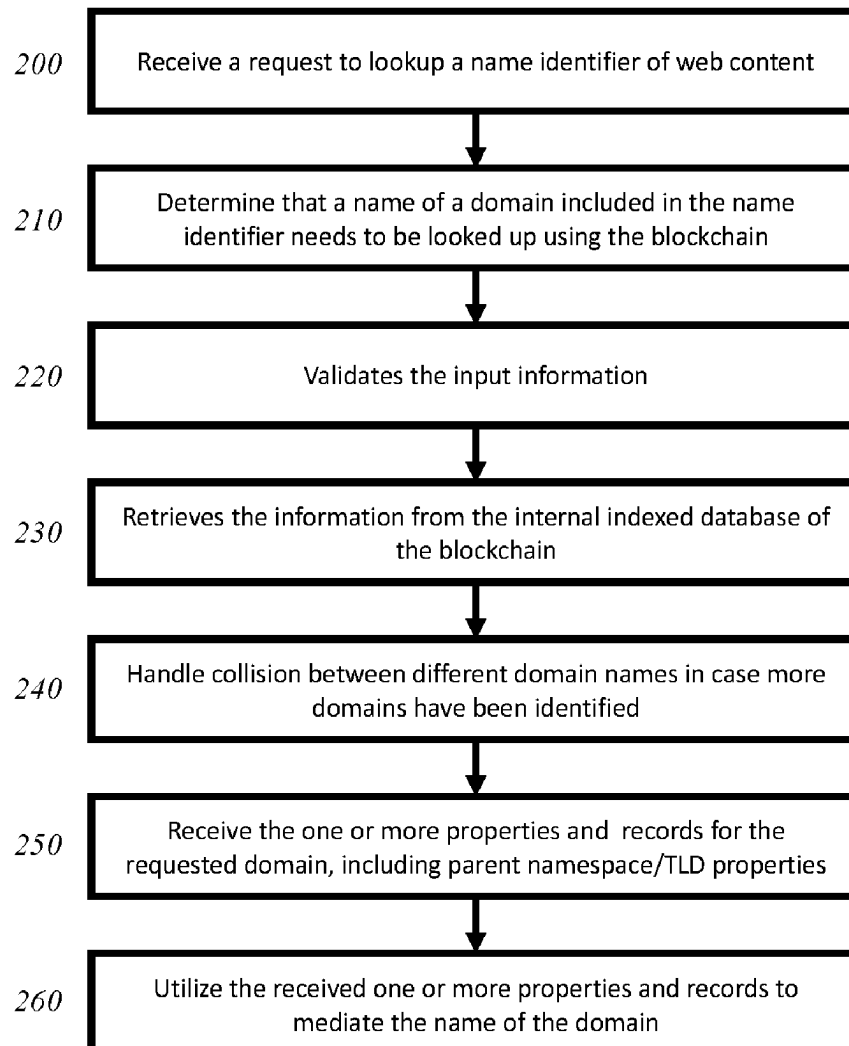 200
Receive a request to lookup a name identifier of web content
210
Determine that a name of a domain included in the name
identifier needs to be looked up using the blockchain
220
Validates the input information
230
Retrieves the information from the internal indexed database of
the blockchain
240
Handle collision between different domain names in case more
domains have been identified
250
Receive the one or more properties and records for the
requested domain, including parent namespace/TLD properties
260
Utilize the received one or more properties and records to
mediate the name of the domain